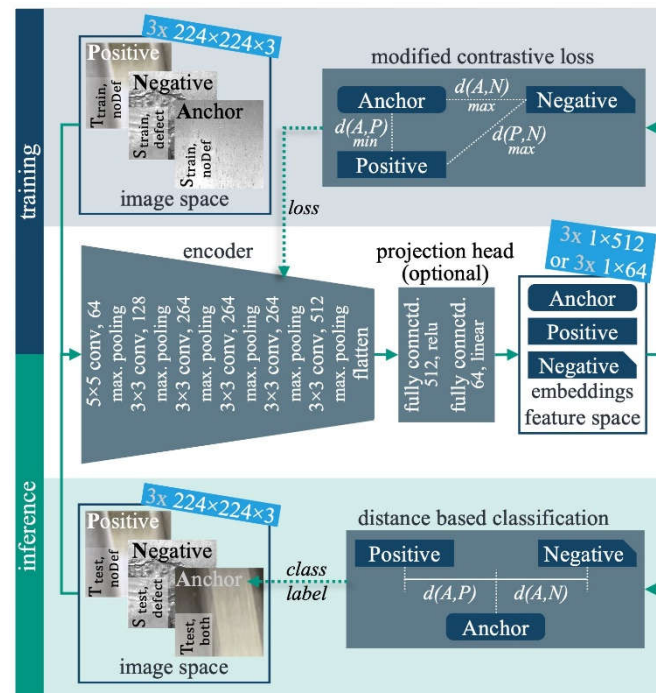 training
3x 224×224×3
Positive
T train, noDef
Negative
S train, defect
Anchor
S train, noDef
image space
modified contrastive loss
Anchor
d(A,N)
max
Negative
d(A,P)
min
d(P,N)
max
Positive
loss
encoder
5×5 conv, 64
max. pooling
3×3 conv, 128
max. pooling
3×3 conv, 264
max. pooling
3×3 conv, 264
max. pooling
3×3 conv, 264
max. pooling
3×3 conv, 512
max. pooling
flatten
projection head
(optional)
fully connctd.
512, relu
fully connctd.
64, linear
3x 1×512
or 3x 1×64
Anchor
Positive
Negative
embeddings
feature space
inference
3x 224×224×3
Positive
T test, noDef
Negative
S test, defect
Anchor
T test, both
image space
class
label
distance based classification
Positive
Negative
d(A,P)
d(A,N)
Anchor